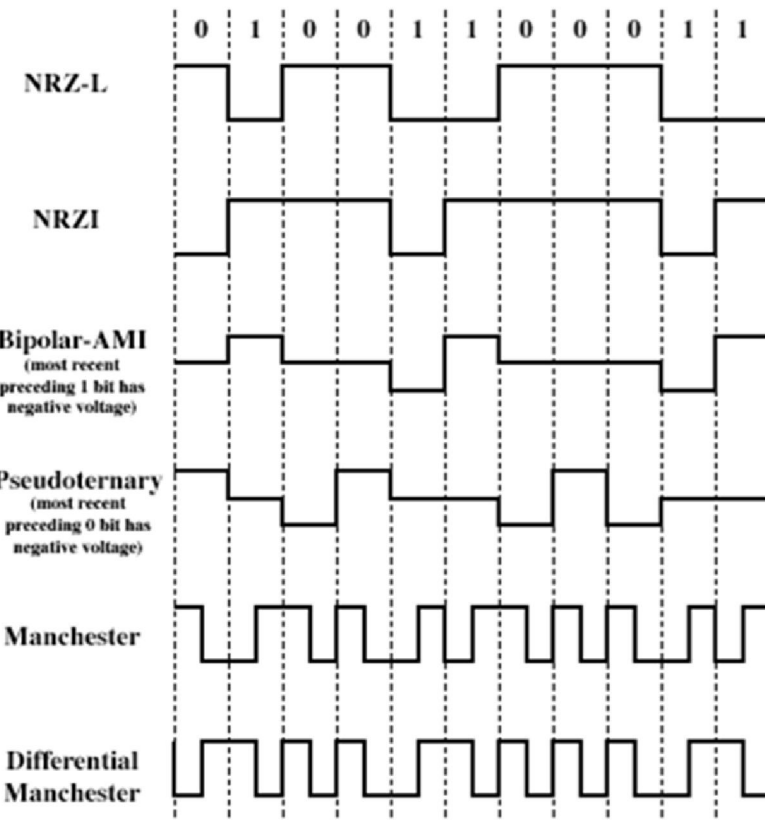 0 1 0 0 1 1 0 0 0 1 1
NRZ-L
NRZI
Bipolar-AMI
(most recent
preceding 1 bit has
negative voltage)
Pseudoternary
(most recent
preceding 0 bit has
negative voltage)
Manchester
Differential
Manchester